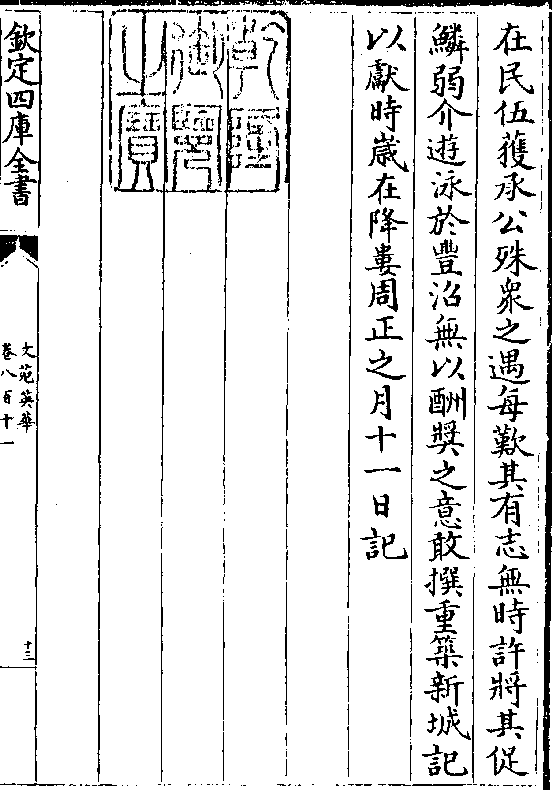 在民伍獲承公殊衆之遇每歎其有志無時許將其促
鱗弱介遊泳於豐沼無以酬奬之意敢撰重築新城記
以獻時歲在降婁周正之月十一日記
乾隆
御覽
之寶
欽定四庫全書
文苑英華
卷八百十一
十三